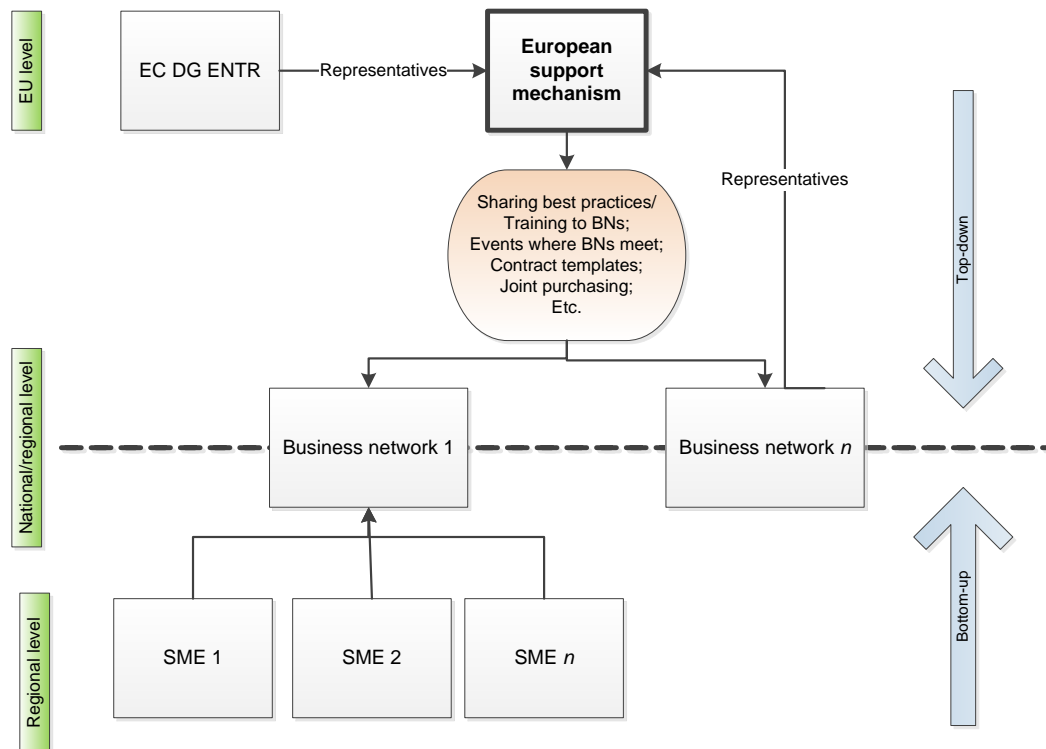 EU level
EC DG ENTR
Representatives
European
support
mechanism
Representatives
Sharing best practices/
Training to BNs;
Events where BNs meet;
Contract templates;
Joint purchasing;
Etc.
Top-down
National/regional level
Business network 1
Business network n
Bottom-up
Regional level
SME 1
SME 2
SME n